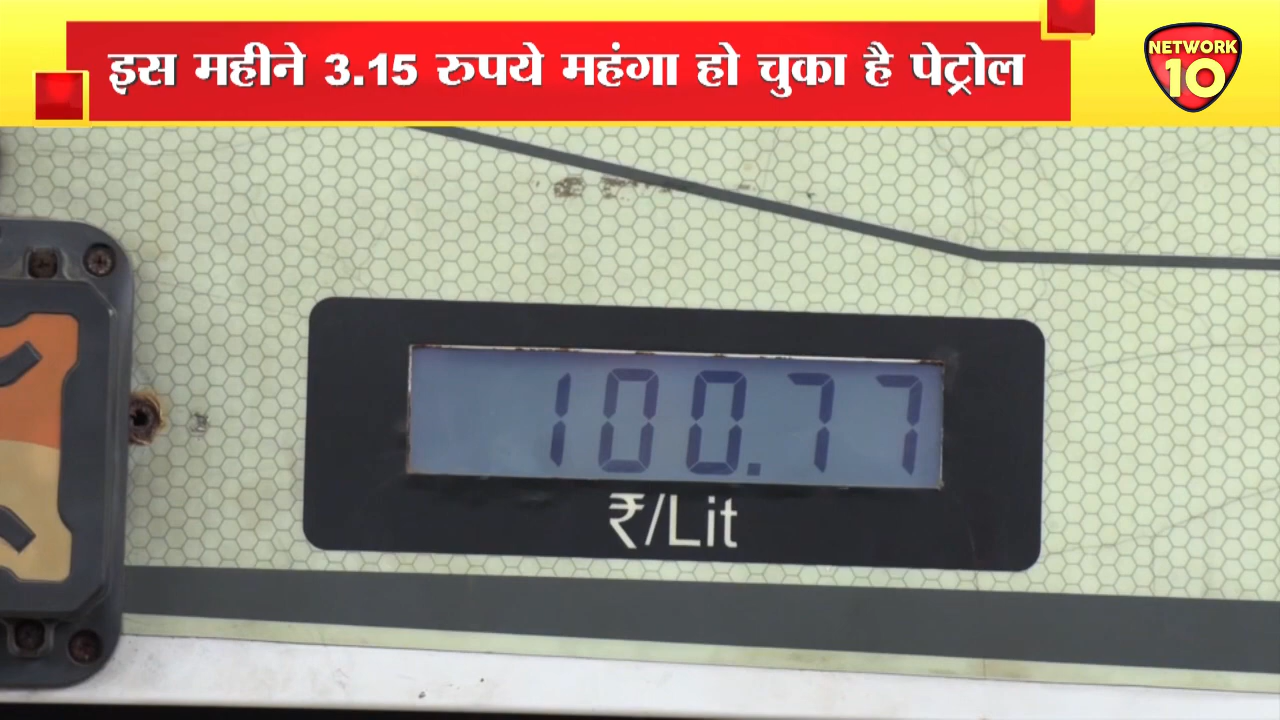 इस महीने 3.15 रुपये महंगा हो चुका है पेट्रोल
NETWORK
10
100.77
₹/Lit